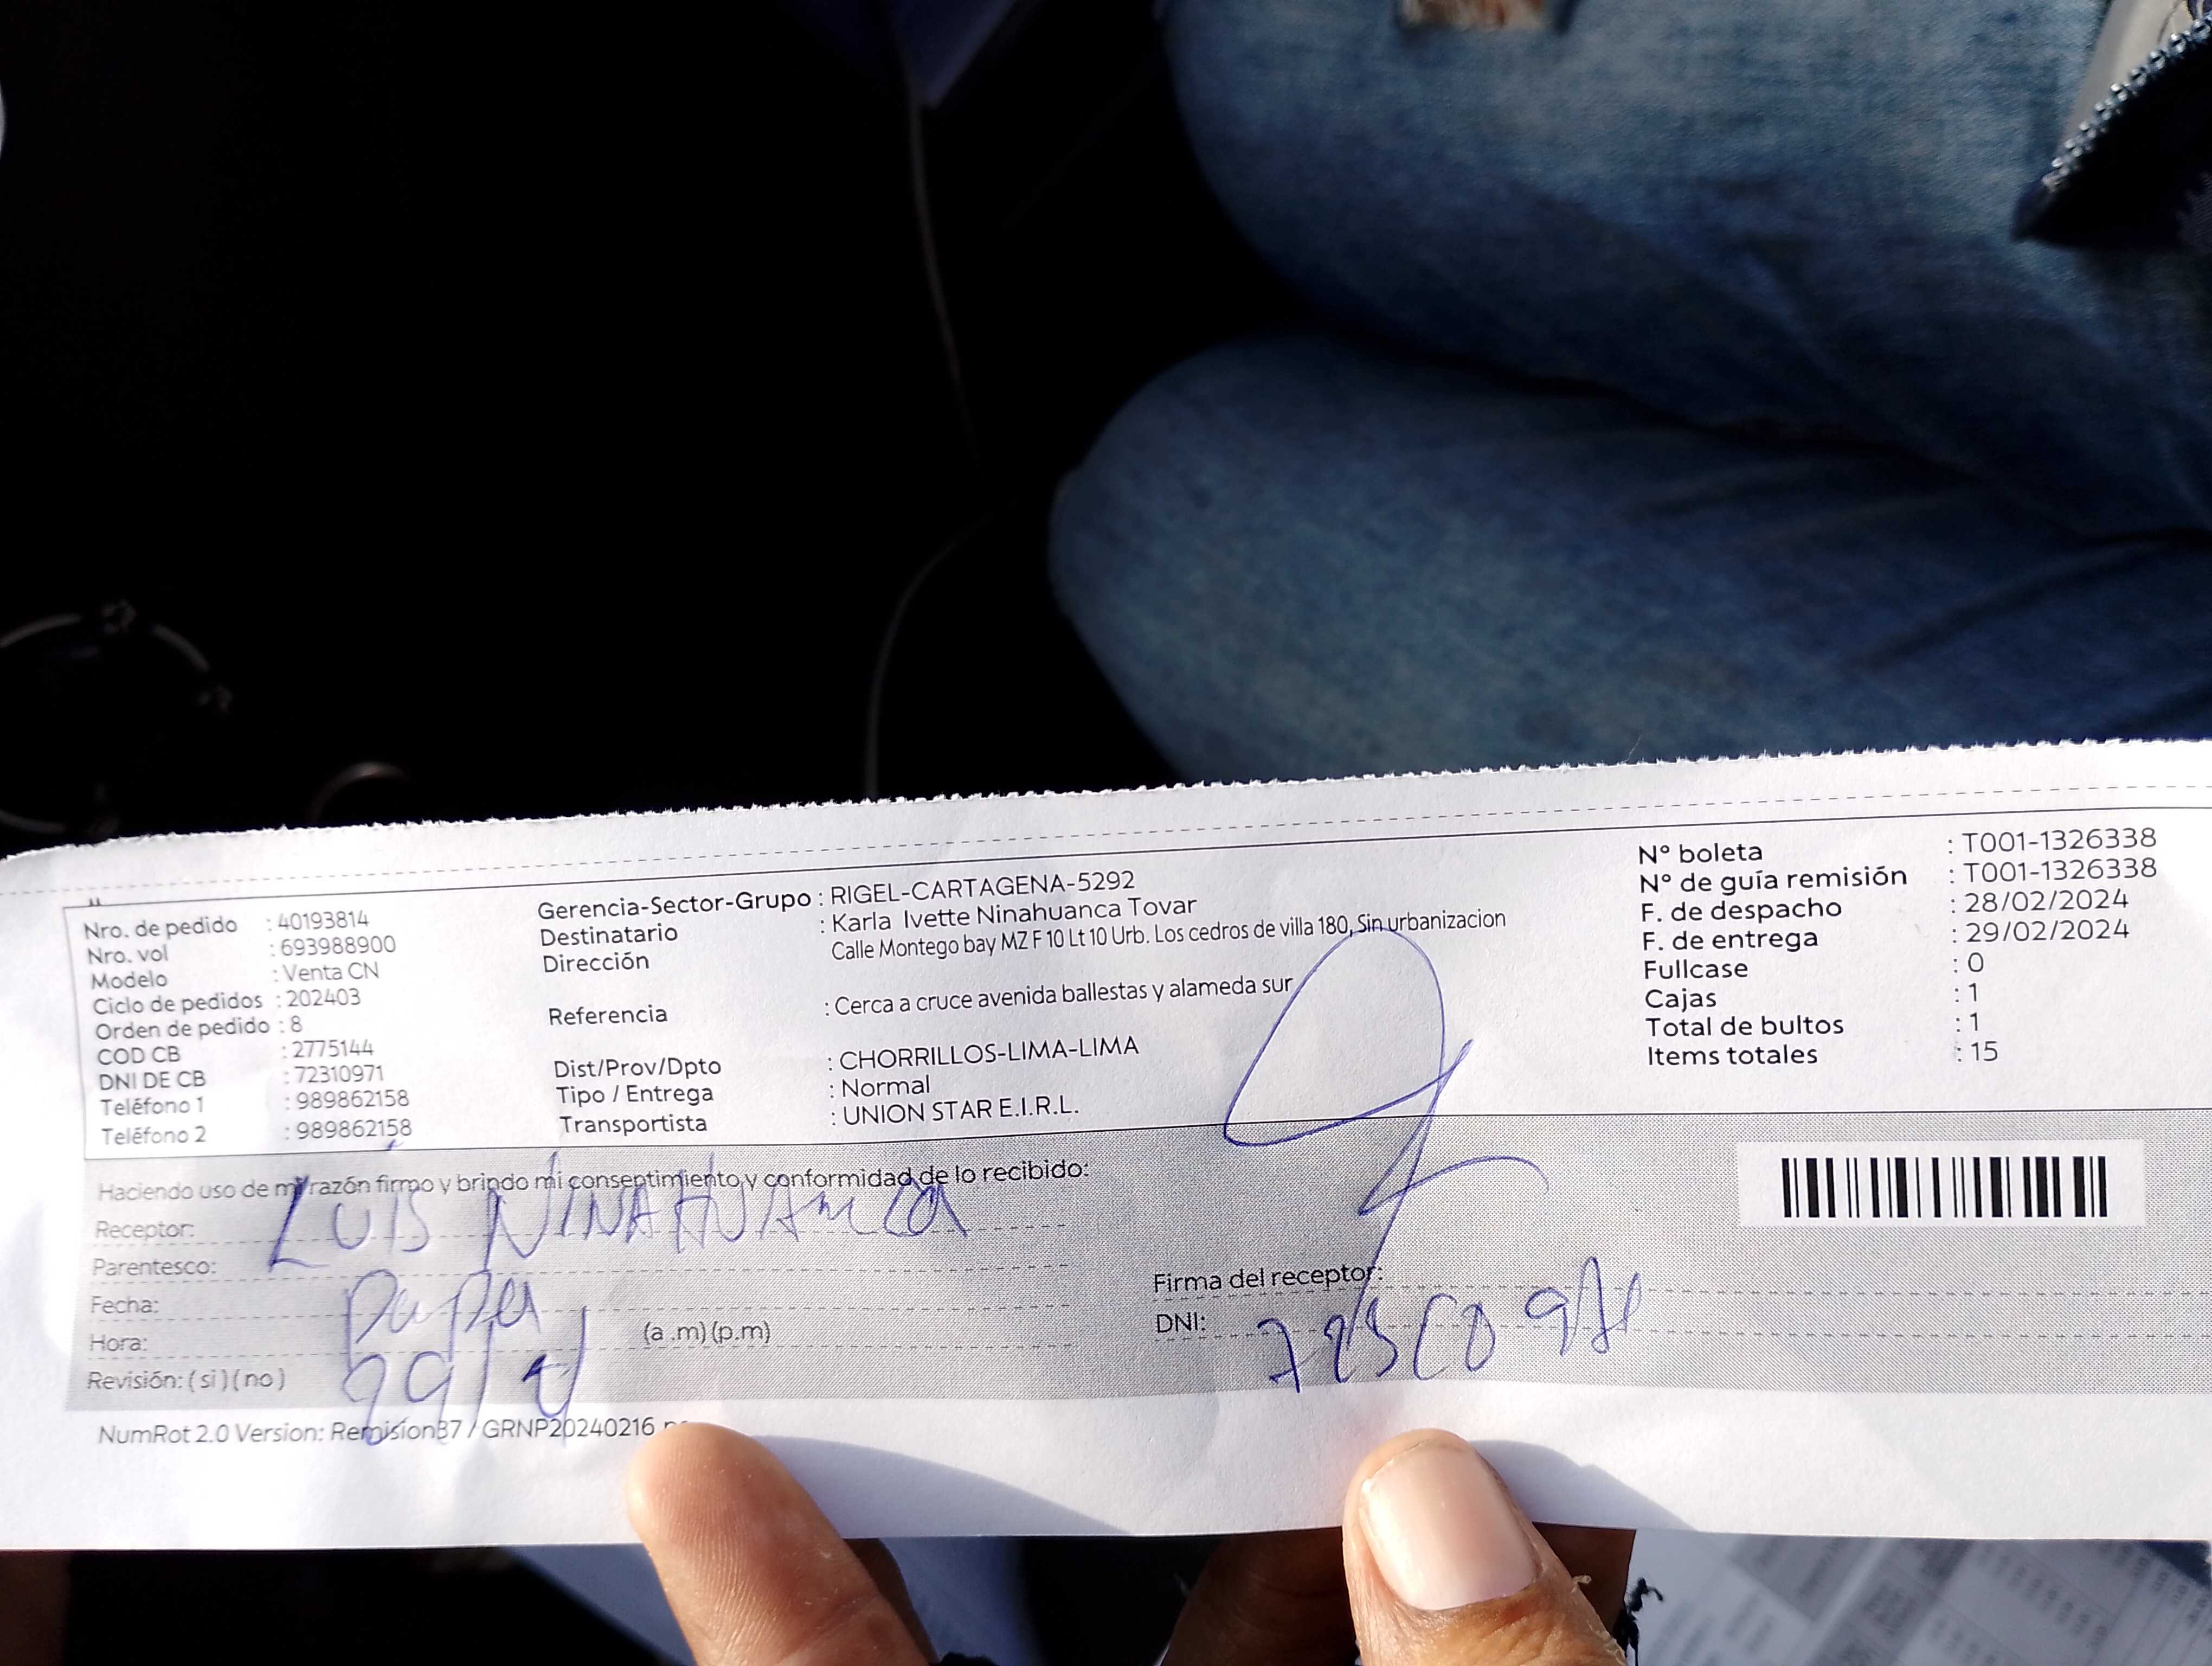 Nro. de pedido : 40193814
Nro. vol : 693988900
Modelo : Venta CN
Ciclo de pedidos : 202403
Orden de pedido : 8
COD CB : 2775144
DNI DE CB : 72310971
Teléfono 1 : 989862158
Teléfono 2 : 989862158
Gerencia-Sector-Grupo : RIGEL-CARTAGENA-5292
Destinatario : Karla Ivette Ninahuanca Tovar
Dirección Calle Montego bay MZ F 10 Lt 10 Urb. Los cedros de villa 180, Sin urbanizacion
Referencia : Cerca a cruce avenida ballestas y alameda sur
Dist/Prov/Dpto : CHORRILLOS-LIMA-LIMA
Tipo / Entrega : Normal
Transportista : UNION STAR E.I.R.L.
N° boleta : T001-1326338
N° de guía remisión : T001-1326338
F. de despacho : 28/02/2024
F. de entrega : 29/02/2024
Fullcase : 0
Cajas : 1
Total de bultos : 1
Items totales : 15
Haciendo uso de mi razón firmo y brindo mi consentimiento y conformidad de lo recibido:
Receptor: LUIS NINAHUANCA
Parentesco:
Fecha:
Hora: (a .m) (p.m)
Revisión: ( si ) ( no )
Firma del receptor:
DNI:
NumRot 2.0 Version: Remision37 / GRNP20240216